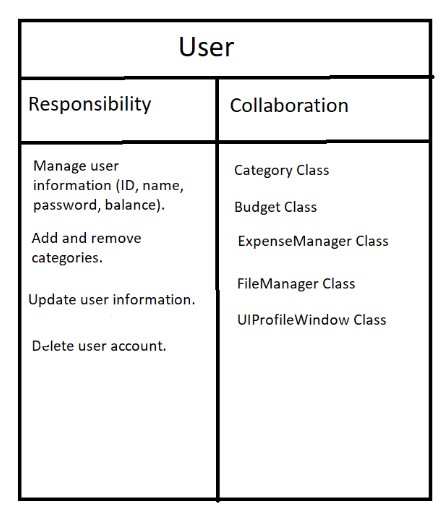 User
Responsibility
Collaboration
Manage user
information (ID, name,
password, balance).
Add and remove
categories.
Update user information.
Delete user account.
Category Class
Budget Class
ExpenseManager Class
FileManager Class
UIProfileWindow Class